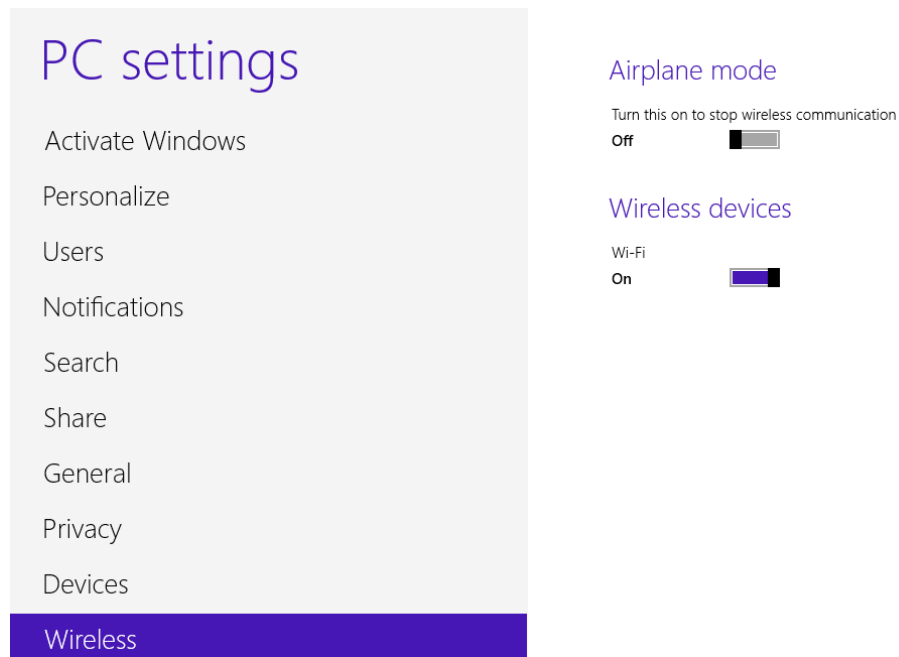 PC settings
Activate Windows
Personalize
Users
Notifications
Search
Share
General
Privacy
Devices
Wireless
Airplane mode
Turn this on to stop wireless communication
Off
Wireless devices
Wi-Fi
On